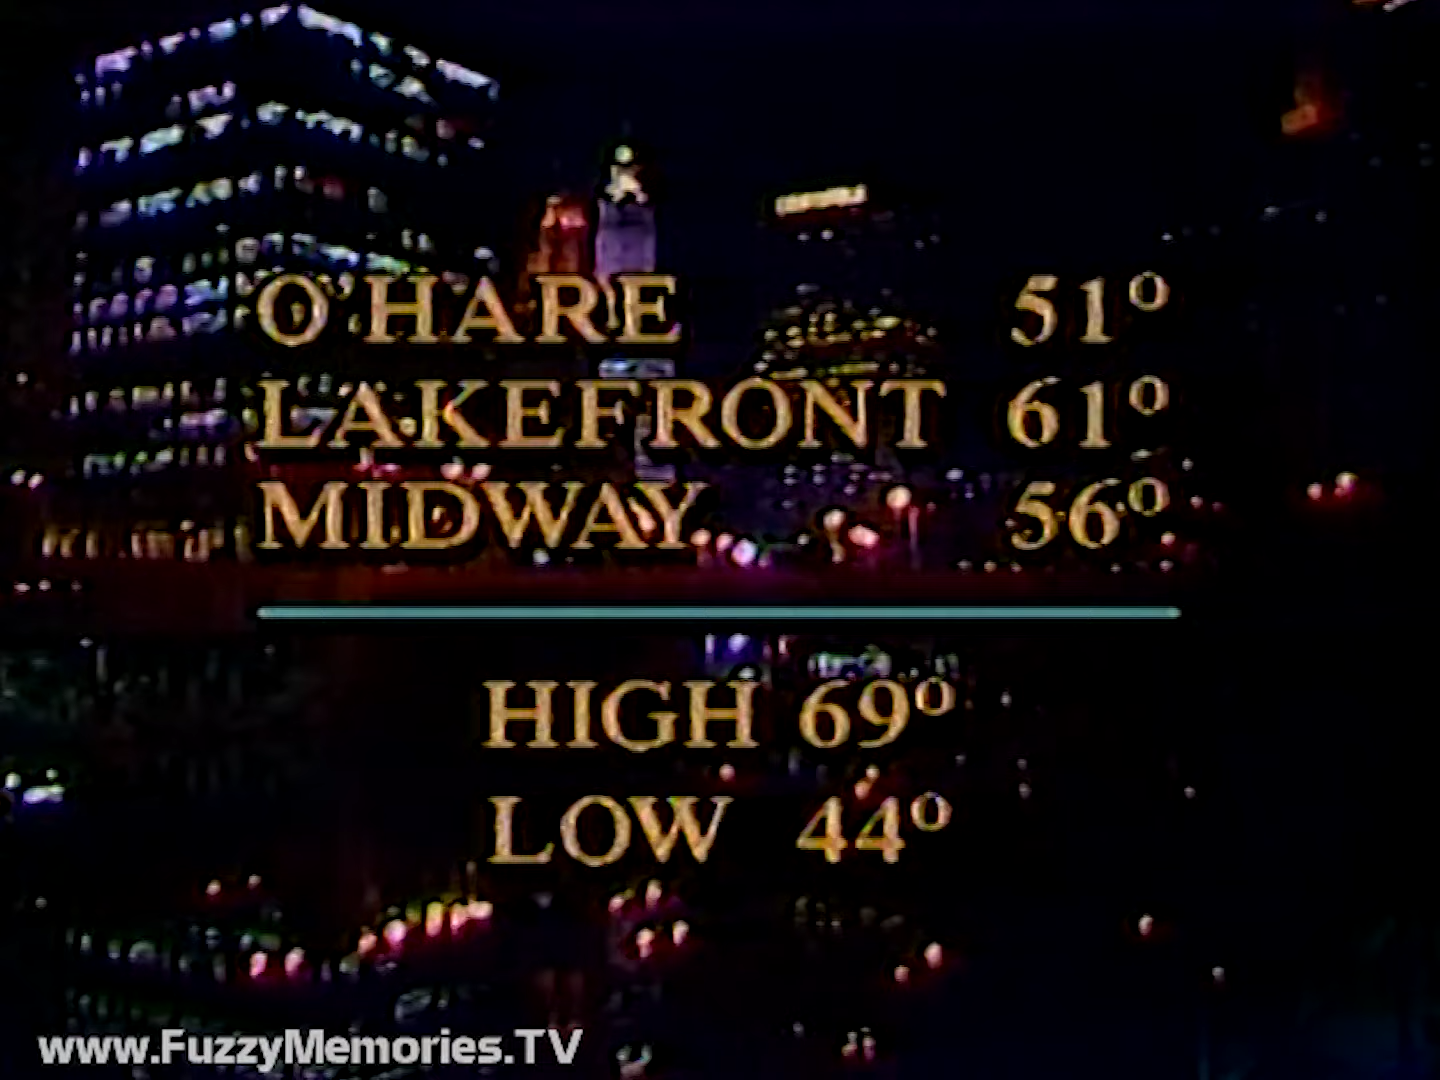 O'HARE 51°
LAKEFRONT 61°
MIDWAY 56°
HIGH 69°
LOW 44°
www.FuzzyMemories.TV